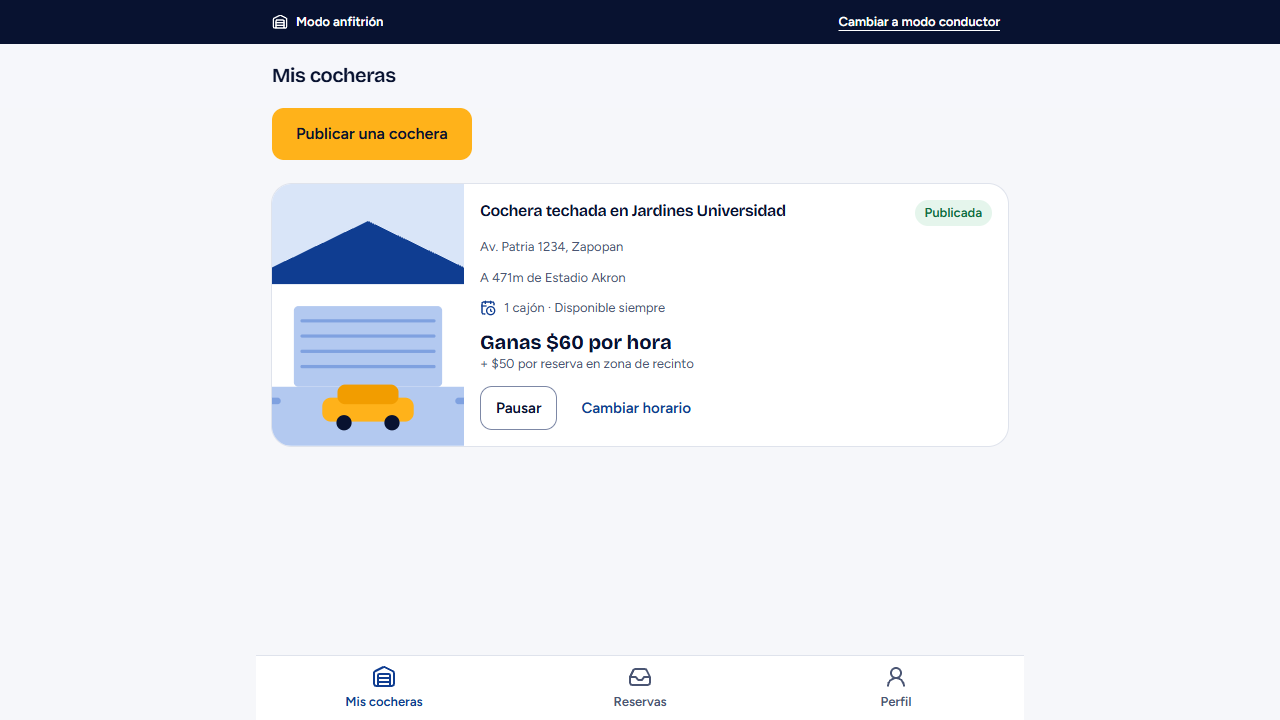 Modo anfitrión
Cambiar a modo conductor
Mis cocheras
Publicar una cochera
Cochera techada en Jardines Universidad
Publicada
Av. Patria 1234, Zapopan
A 471m de Estadio Akron
1 cajón · Disponible siempre
Ganas $60 por hora
+ $50 por reserva en zona de recinto
Pausar
Cambiar horario
Mis cocheras
Reservas
Perfil